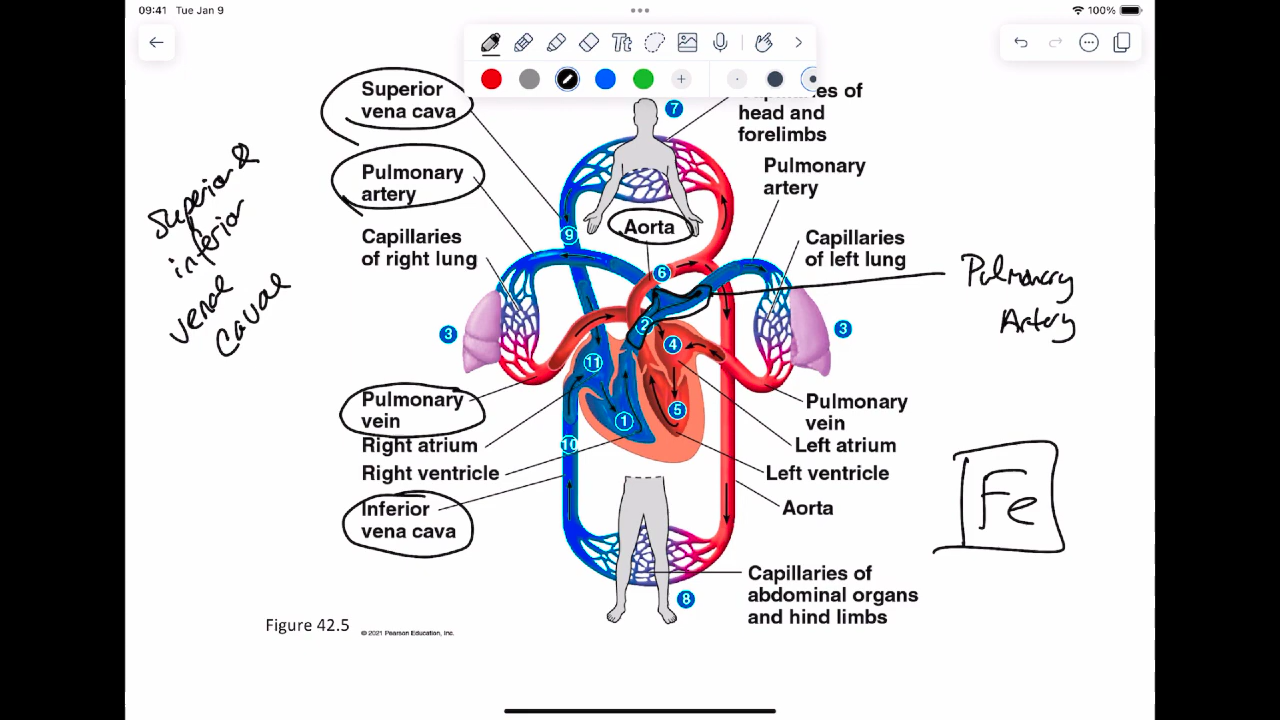 09:41 Tue Jan 9
100%
Tt
Superior
vena cava
Pulmonary
artery
Capillaries
of right lung
Aorta
7
Capillaries of
head and
forelimbs
Pulmonary
artery
Capillaries
of left lung
Superior &
inferior
venal
cavae
Pulmonary
Artery
9
6
2
3
3
4
11
5
1
10
Pulmonary
vein
Right atrium
Right ventricle
Inferior
vena cava
Pulmonary
vein
Left atrium
Left ventricle
Aorta
Fe
Capillaries of
abdominal organs
and hind limbs
8
Figure 42.5
© 2021 Pearson Education, Inc.